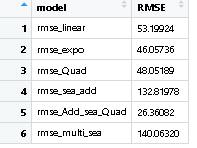 model RMSE
1 rmse_linear 53.19924
2 rmse_expo 46.05736
3 rmse_Quad 48.05189
4 rmse_sea_add 132.81978
5 rmse_Add_sea_Quad 26.36082
6 rmse_multi_sea 140.06320